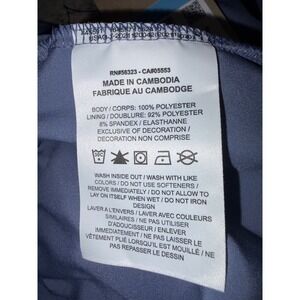 RN#56323 - CA#05553
MADE IN CAMBODIA
FABRIQUE AU CAMBODGE
BODY / CORPS: 100% POLYESTER
LINING / DOUBLURE: 92% POLYESTER
8% SPANDEX / ELASTHANNE
EXCLUSIVE OF DECORATION /
DECORATION NON COMPRISE
WASH INSIDE OUT / WASH WITH LIKE
COLORS / DO NOT USE SOFTENERS /
REMOVE IMMEDIATELY / DO NOT ALLOW TO
LAY ON ITSELF WHEN WET / DO NOT IRON
DESIGN
LAVER A L'ENVERS / LAVER AVEC COULEURS
SIMILAIRES / NE PAS UTILISER
D'ADOUCISSEUR / ENLEVER
IMMEDIATEMENT / NE PAS LAISSER LE
VÊTEMENT PLIÉ LORSQU'IL EST MOUILLÉ / NE
PAS REPASSER LE DESSIN